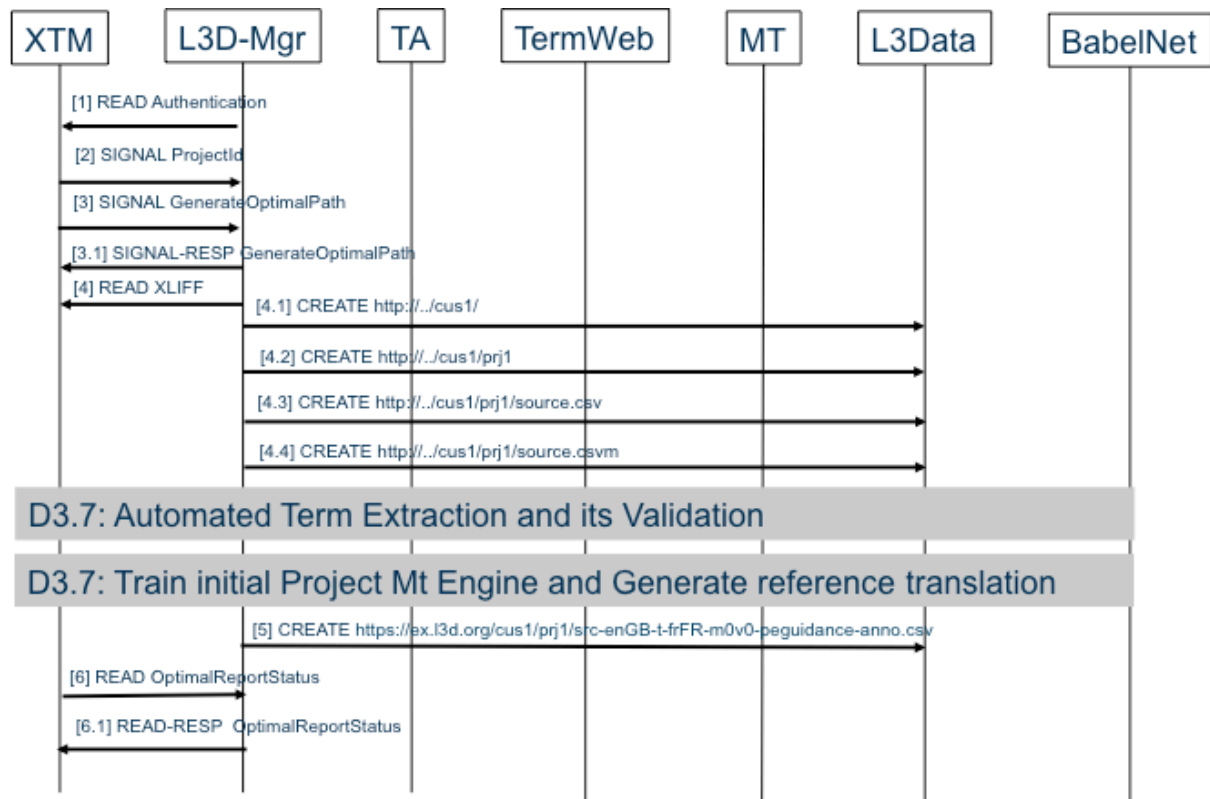 XTM
L3D-Mgr
TA
TermWeb
MT
L3Data
BabelNet
[1] READ Authentication
[2] SIGNAL ProjectId
[3] SIGNAL GenerateOptimalPath
[3.1] SIGNAL-RESP GenerateOptimalPath
[4] READ XLIFF
[4.1] CREATE http://../cus1/
[4.2] CREATE http://../cus1/prj1
[4.3] CREATE http://../cus1/prj1/source.csv
[4.4] CREATE http://../cus1/prj1/source.csvm
D3.7: Automated Term Extraction and its Validation
D3.7: Train initial Project Mt Engine and Generate reference translation
[5] CREATE https://ex.l3d.org/cus1/prj1/src-enGB-t-frFR-m0v0-peguidance-anno.csv
[6] READ OptimalReportStatus
[6.1] READ-RESP OptimalReportStatus